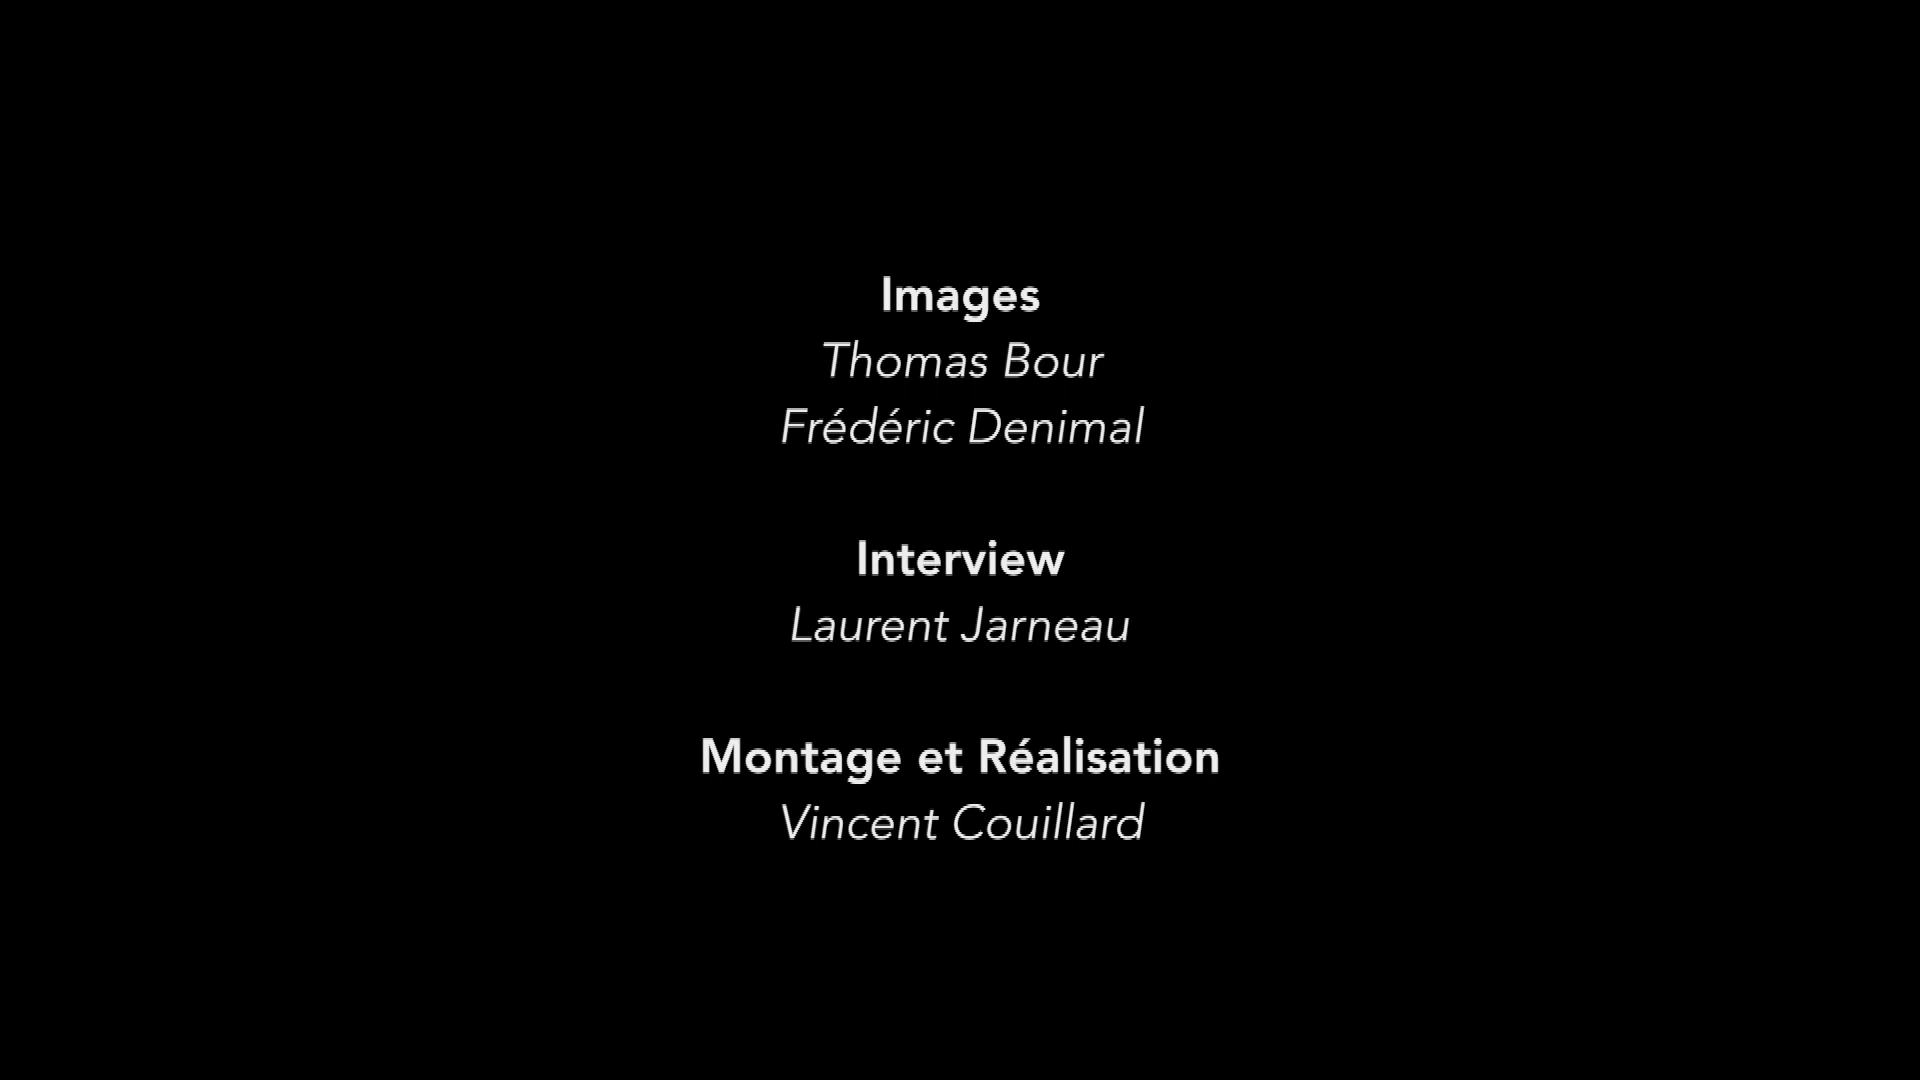 Images
Thomas Bour
Frédéric Denimal
Interview
Laurent Jarneau
Montage et Réalisation
Vincent Couillard